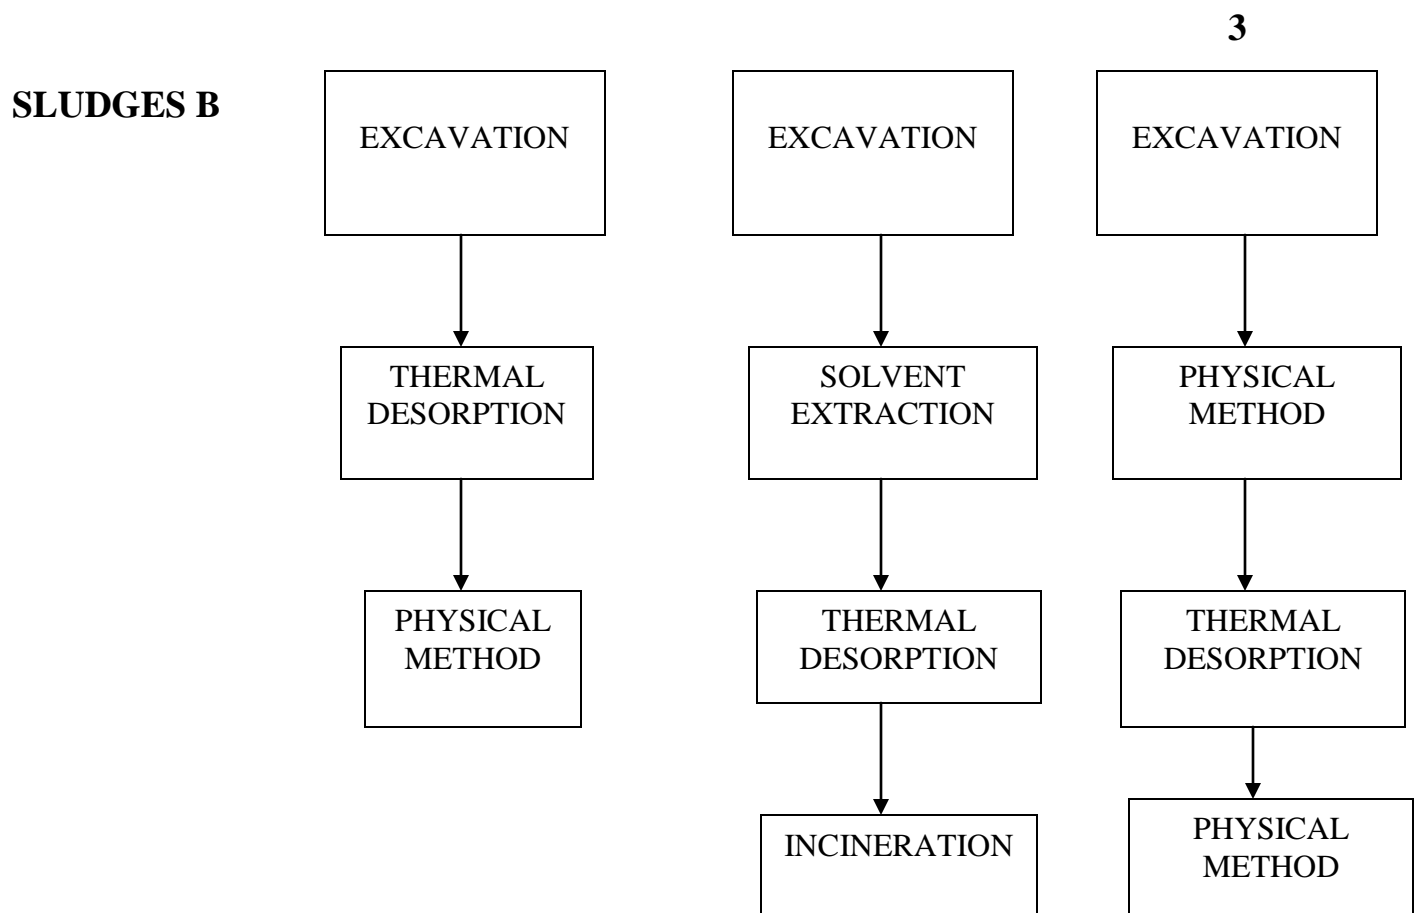 3
SLUDGES B
EXCAVATION
EXCAVATION
EXCAVATION
THERMAL
DESORPTION
SOLVENT
EXTRACTION
PHYSICAL
METHOD
PHYSICAL
METHOD
THERMAL
DESORPTION
THERMAL
DESORPTION
INCINERATION
PHYSICAL
METHOD